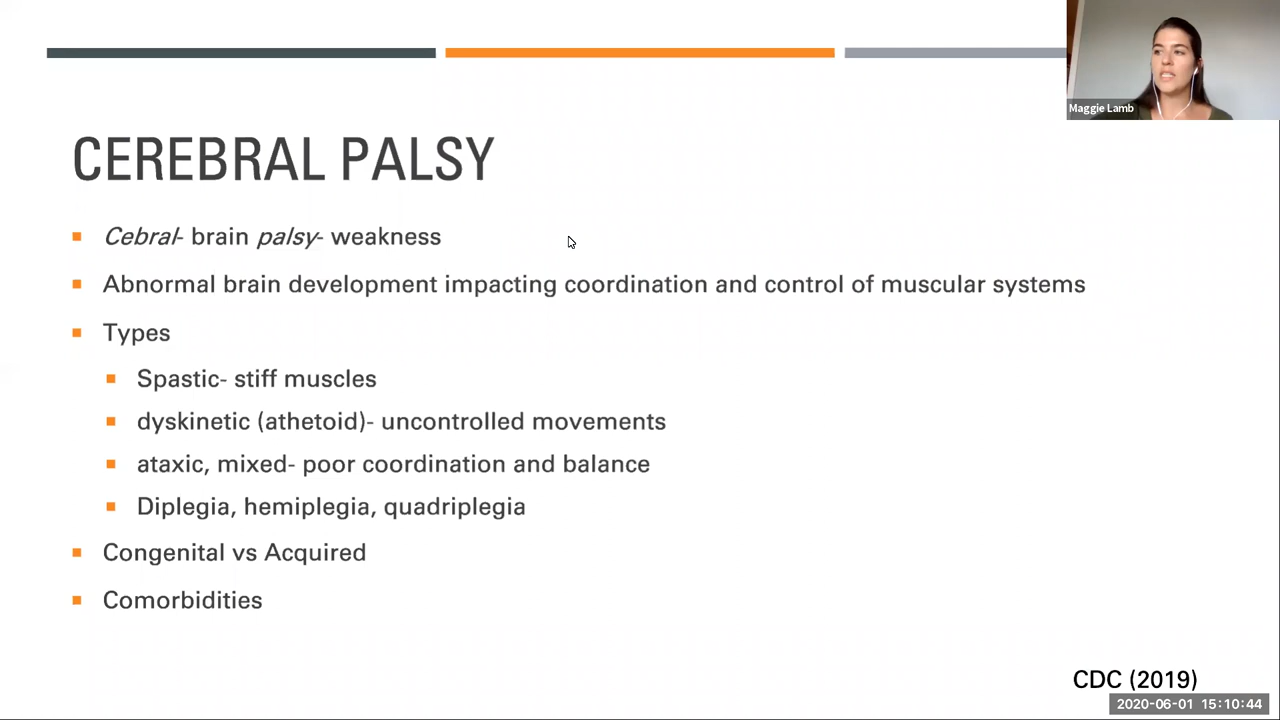 Maggie Lamb
CEREBRAL PALSY
Cebral- brain palsy- weakness
Abnormal brain development impacting coordination and control of muscular systems
Types
Spastic- stiff muscles
dyskinetic (athetoid)- uncontrolled movements
ataxic, mixed- poor coordination and balance
Diplegia, hemiplegia, quadriplegia
Congenital vs Acquired
Comorbidities
CDC (2019)
2020-06-01 15:10:44